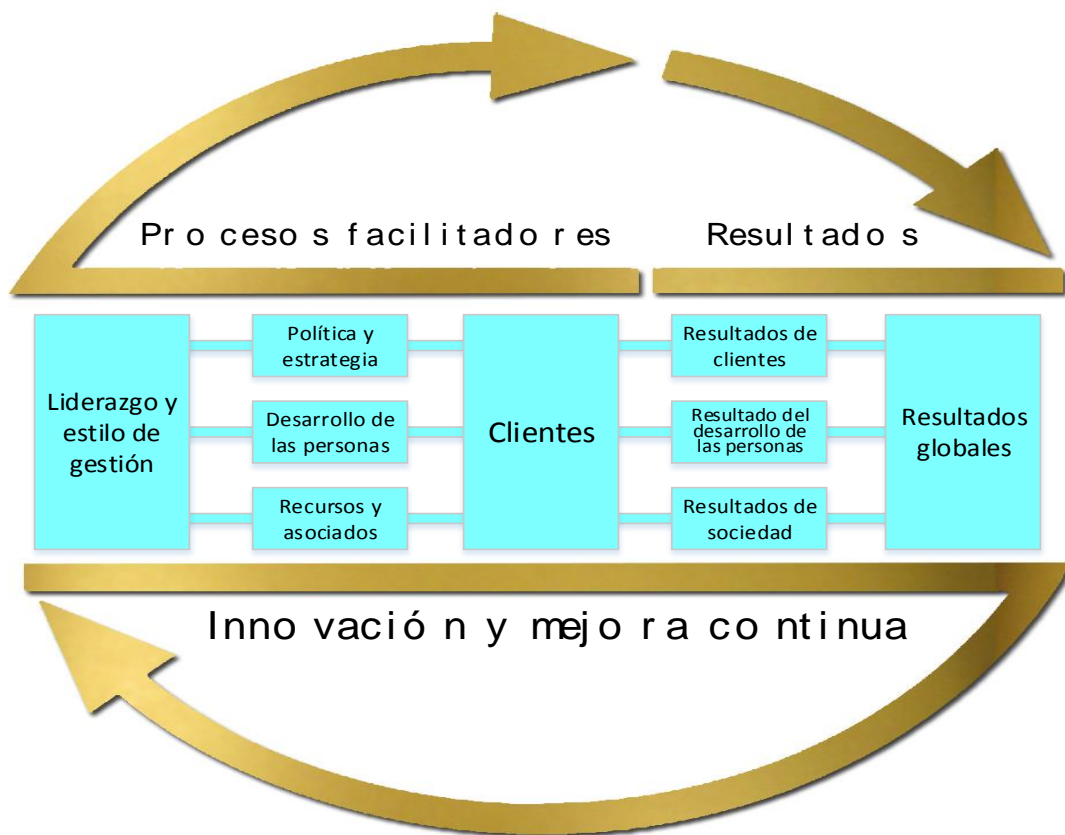 Procesos facilitadores
Resultados
Liderazgo y
estilo de
gestión
Política y
estrategia
Desarrollo de
las personas
Recursos y
asociados
Clientes
Resultados de
clientes
Resultado del
desarrollo de
las personas
Resultados de
sociedad
Resultados
globales
Innovación y mejora continua